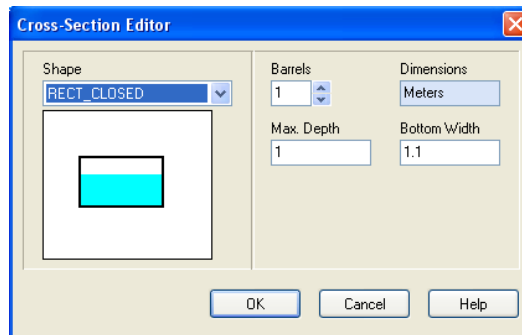 Cross-Section Editor
Shape
RECT_CLOSED
Barrels
1
Dimensions
Meters
Max. Depth
1
Bottom Width
1.1
OK
Cancel
Help